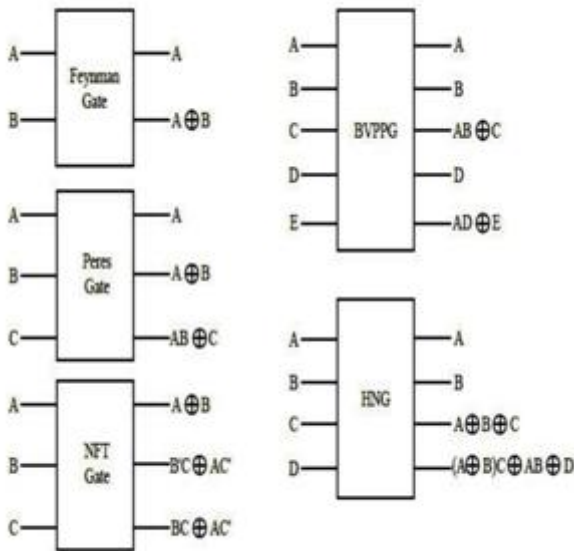 A
A
Feynman
Gate
B
A⊕B
A
A
Peres
B
A⊕B
Gate
C
AB⊕C
A
A⊕B
NFT
B
B'C⊕AC'
Gate
C
BC⊕AC'
A
A
B
B
C
BVPPG
AB⊕C
D
D
E
AD⊕E
A
A
B
B
HNG
C
A⊕B⊕C
D
(A⊕B)C⊕AB⊕D